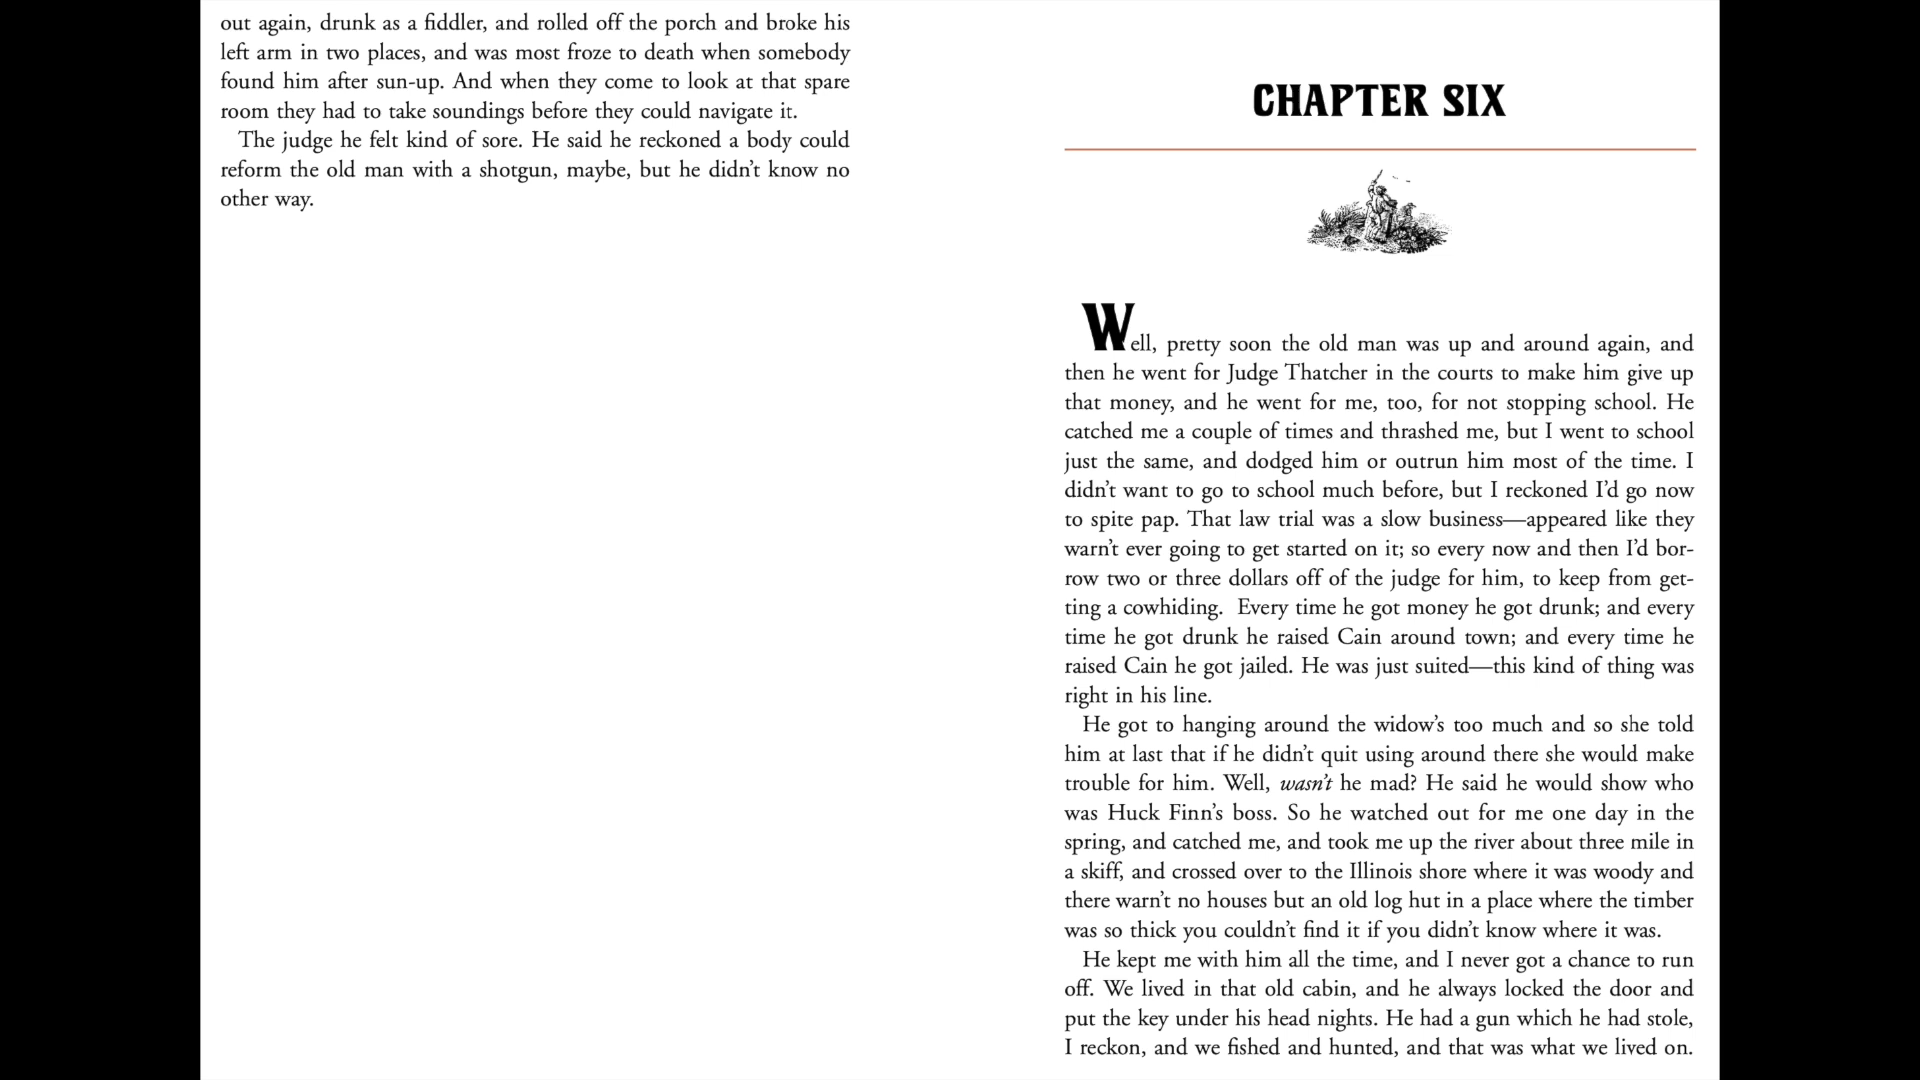 out again, drunk as a fiddler, and rolled off the porch and broke his
left arm in two places, and was most froze to death when somebody
found him after sun-up. And when they come to look at that spare
room they had to take soundings before they could navigate it.
The judge he felt kind of sore. He said he reckoned a body could
reform the old man with a shotgun, maybe, but he didn’t know no
other way.
CHAPTER SIX
Well, pretty soon the old man was up and around again, and
then he went for Judge Thatcher in the courts to make him give up
that money, and he went for me, too, for not stopping school. He
catched me a couple of times and thrashed me, but I went to school
just the same, and dodged him or outrun him most of the time. I
didn’t want to go to school much before, but I reckoned I’d go now
to spite pap. That law trial was a slow business—appeared like they
warn’t ever going to get started on it; so every now and then I’d bor-
row two or three dollars off of the judge for him, to keep from get-
ting a cowhiding. Every time he got money he got drunk; and every
time he got drunk he raised Cain around town; and every time he
raised Cain he got jailed. He was just suited—this kind of thing was
right in his line.
He got to hanging around the widow’s too much and so she told
him at last that if he didn’t quit using around there she would make
trouble for him. Well, wasn’t he mad? He said he would show who
was Huck Finn’s boss. So he watched out for me one day in the
spring, and catched me, and took me up the river about three mile in
a skiff, and crossed over to the Illinois shore where it was woody and
there warn’t no houses but an old log hut in a place where the timber
was so thick you couldn’t find it if you didn’t know where it was.
He kept me with him all the time, and I never got a chance to run
off. We lived in that old cabin, and he always locked the door and
put the key under his head nights. He had a gun which he had stole,
I reckon, and we fished and hunted, and that was what we lived on.